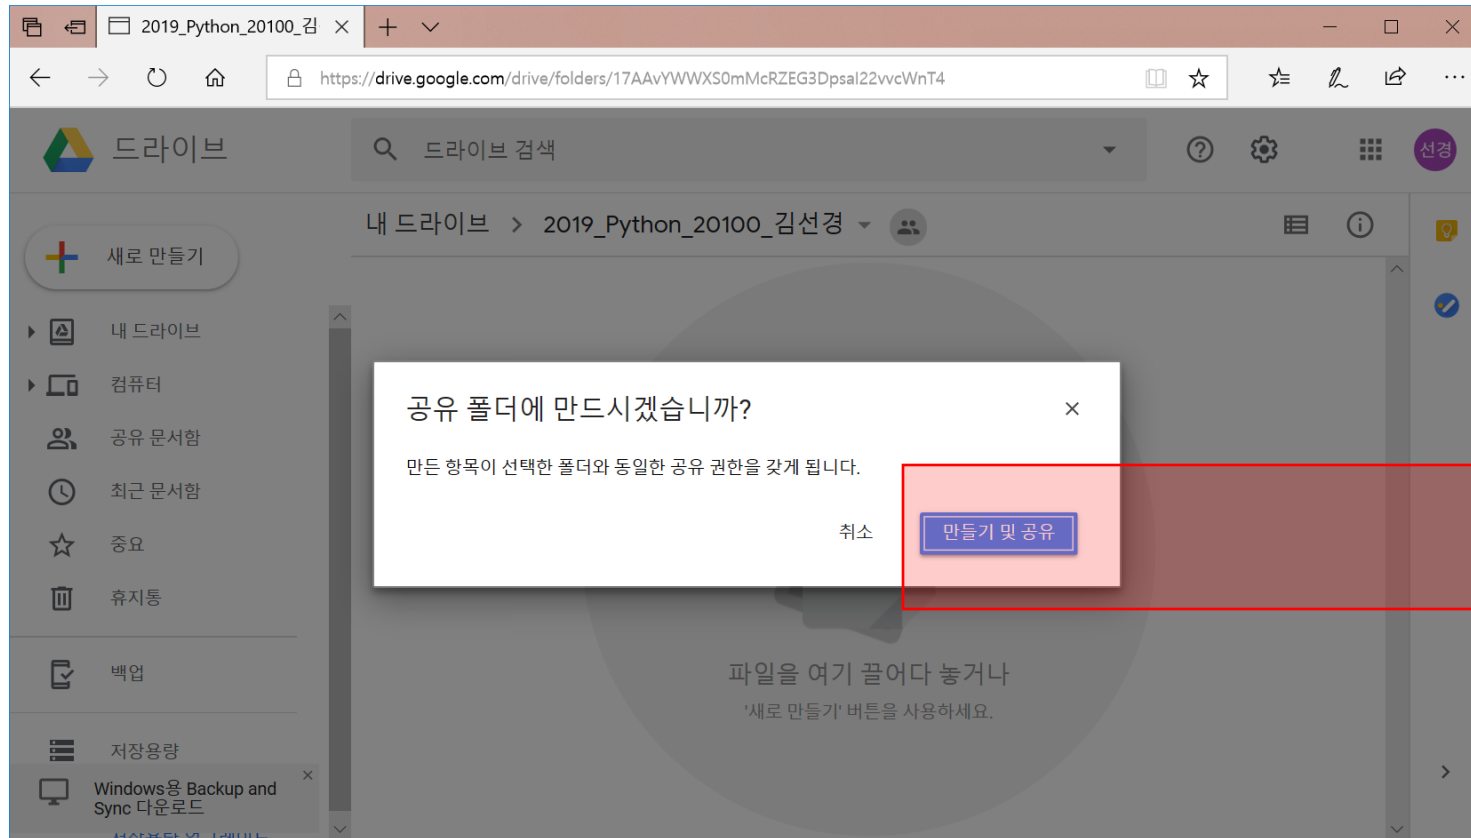 2019_Python_20100_김
https://drive.google.com/drive/folders/17AAvYWWXS0mMcRZEG3Dpsal22vvcWnT4
드라이브
드라이브 검색
선경
내 드라이브 > 2019_Python_20100_김선경
새로 만들기
내 드라이브
컴퓨터
공유 문서함
최근 문서함
중요
휴지통
백업
저장용량
Windows용 Backup and
Sync 다운로드
공유 폴더에 만드시겠습니까?
만든 항목이 선택한 폴더와 동일한 공유 권한을 갖게 됩니다.
취소
만들기 및 공유
파일을 여기 끌어다 놓거나
'새로 만들기' 버튼을 사용하세요.